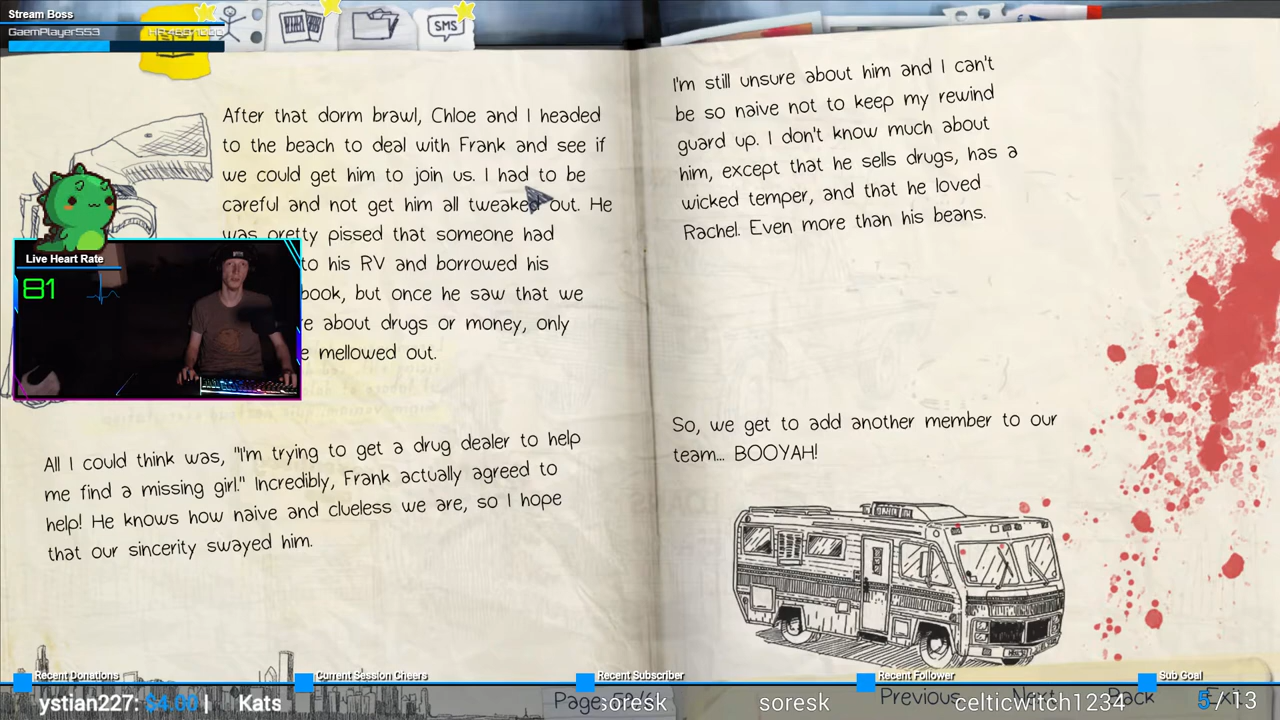 Stream Boss
GaemPlayer553
SMS
After that dorm brawl, Chloe and I headed
to the beach to deal with Frank and see if
we could get him to join us. I had to be
careful and not get him all tweaked out. He
was pretty pissed that someone had
to his RV and borrowed his
book, but once he saw that we
about drugs or money, only
mellowed out.
All I could think was, "I'm trying to get a drug dealer to help
me find a missing girl." Incredibly, Frank actually agreed to
help! He knows how naive and clueless we are, so I hope
that our sincerity swayed him.
I'm still unsure about him and I can't
be so naive not to keep my rewind
guard up. I don't know much about
him, except that he sells drugs, has a
wicked temper, and that he loved
Rachel. Even more than his beans.
So, we get to add another member to our
team... BOOYAH!
Live Heart Rate
81
Recent Donations
Current Session Cheers
Recent Subscriber
Recent Follower
Sub Goal
ystian227: $4.00 | Kats
Page
soresk
soresk
Previous
celticwitch1234
Back
5 / 13